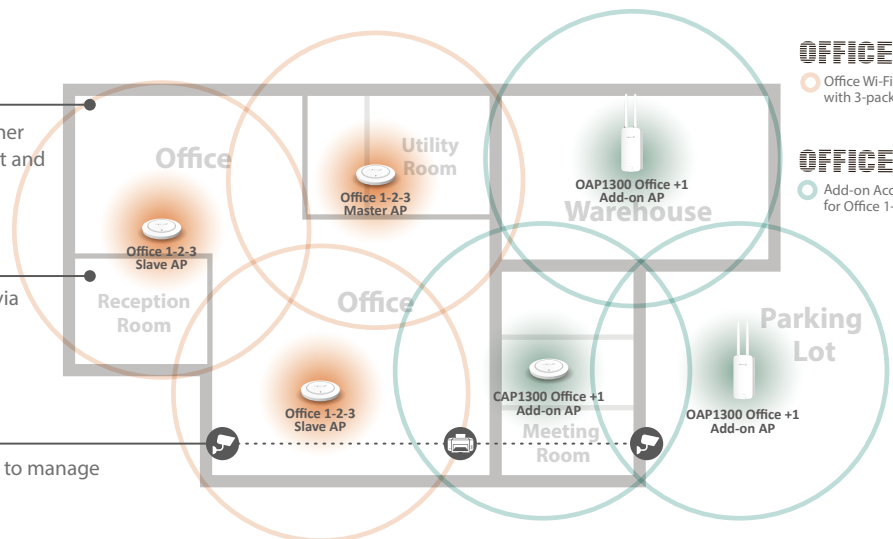 ner
t and
via
to manage
Office
Utility
Room
Office 1-2-3
Master AP
Office 1-2-3
Slave AP
Reception
Room
Office
Office 1-2-3
Slave AP
OAP1300 Office +1
Add-on AP
Warehouse
CAP1300 Office +1
Add-on AP
Meeting
Room
Parking
Lot
OAP1300 Office +1
Add-on AP
OFFICE
Office Wi-Fi
with 3-pack
OFFICE
Add-on Acc
for Office 1-